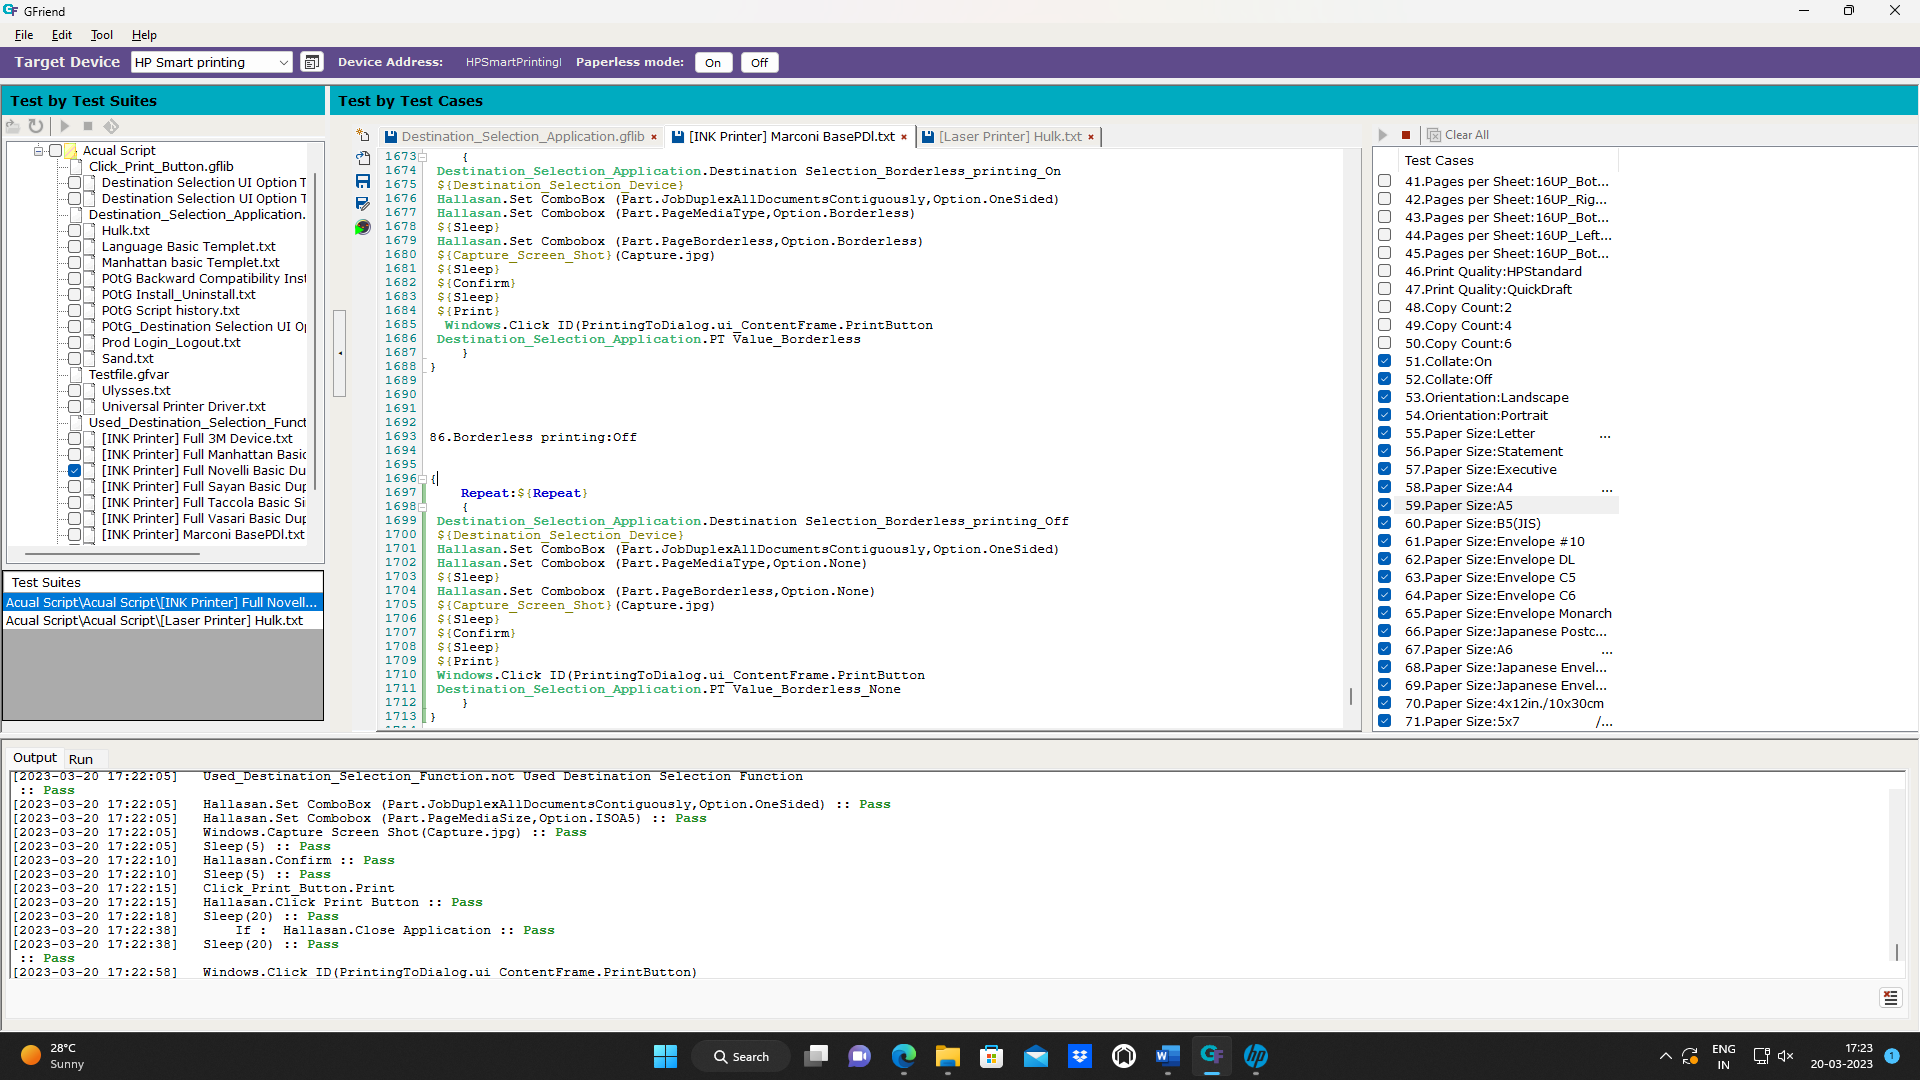 GFriend
File Edit Tool Help
Target Device HP Smart printing Device Address: HPSmartPrintingI Paperless mode: On Off
Test by Test Suites
Acual Script
Click_Print_Button.gflib
Destination Selection UI Option T
Destination Selection UI Option T
Destination_Selection_Application.
Hulk.txt
Language Basic Templet.txt
Manhattan basic Templet.txt
POtG Backward Compatibility Inst
POtG Install_Uninstall.txt
POtG Script history.txt
POtG_Destination Selection UI Op
Prod Login_Logout.txt
Sand.txt
Testfile.gfvar
Ulysses.txt
Universal Printer Driver.txt
Used_Destination_Selection_Funct
[INK Printer] Full 3M Device.txt
[INK Printer] Full Manhattan Basic
[INK Printer] Full Novelli Basic Du
[INK Printer] Full Sayan Basic Dup
[INK Printer] Full Taccola Basic Si
[INK Printer] Full Vasari Basic Dup
[INK Printer] Marconi BasePDl.txt
Test Suites
Acual Script\Acual Script\[INK Printer] Full Novell...
Acual Script\Acual Script\[Laser Printer] Hulk.txt
Test by Test Cases
Destination_Selection_Application.gflib × [INK Printer] Marconi BasePDl.txt × [Laser Printer] Hulk.txt ×
1673 {
1674 Destination_Selection_Application.Destination Selection_Borderless_printing_On
1675 ${Destination_Selection_Device}
1676 Hallasan.Set ComboBox (Part.JobDuplexAllDocumentsContiguously,Option.OneSided)
1677 Hallasan.Set Combobox (Part.PageMediaType,Option.Borderless)
1678 ${Sleep}
1679 Hallasan.Set Combobox (Part.PageBorderless,Option.Borderless)
1680 ${Capture_Screen_Shot}(Capture.jpg)
1681 ${Sleep}
1682 ${Confirm}
1683 ${Sleep}
1684 ${Print}
1685 Windows.Click ID(PrintingToDialog.ui_ContentFrame.PrintButton
1686 Destination_Selection_Application.PT Value_Borderless
1687 }
1688 }
1689
1690
1691
1692
1693 86.Borderless printing:Off
1694
1695
1696 {
1697 Repeat:${Repeat}
1698 {
1699 Destination_Selection_Application.Destination Selection_Borderless_printing_Off
1700 ${Destination_Selection_Device}
1701 Hallasan.Set ComboBox (Part.JobDuplexAllDocumentsContiguously,Option.OneSided)
1702 Hallasan.Set Combobox (Part.PageMediaType,Option.None)
1703 ${Sleep}
1704 Hallasan.Set Combobox (Part.PageBorderless,Option.None)
1705 ${Capture_Screen_Shot}(Capture.jpg)
1706 ${Sleep}
1707 ${Confirm}
1708 ${Sleep}
1709 ${Print}
1710 Windows.Click ID(PrintingToDialog.ui_ContentFrame.PrintButton
1711 Destination_Selection_Application.PT Value_Borderless_None
1712 }
1713 }
Clear All
Test Cases
41.Pages per Sheet:16UP_Bot...
42.Pages per Sheet:16UP_Rig...
43.Pages per Sheet:16UP_Bot...
44.Pages per Sheet:16UP_Left...
45.Pages per Sheet:16UP_Bot...
46.Print Quality:HPStandard
47.Print Quality:QuickDraft
48.Copy Count:2
49.Copy Count:4
50.Copy Count:6
51.Collate:On
52.Collate:Off
53.Orientation:Landscape
54.Orientation:Portrait
55.Paper Size:Letter ...
56.Paper Size:Statement
57.Paper Size:Executive
58.Paper Size:A4 ...
59.Paper Size:A5
60.Paper Size:B5(JIS)
61.Paper Size:Envelope #10
62.Paper Size:Envelope DL
63.Paper Size:Envelope C5
64.Paper Size:Envelope C6
65.Paper Size:Envelope Monarch
66.Paper Size:Japanese Postc...
67.Paper Size:A6 ...
68.Paper Size:Japanese Envel...
69.Paper Size:Japanese Envel...
70.Paper Size:4x12in./10x30cm
71.Paper Size:5x7 /...
Output Run
[2023-03-20 17:22:05] Used_Destination_Selection_Function.not Used Destination Selection Function
:: Pass
[2023-03-20 17:22:05] Hallasan.Set ComboBox (Part.JobDuplexAllDocumentsContiguously,Option.OneSided) :: Pass
[2023-03-20 17:22:05] Hallasan.Set Combobox (Part.PageMediaSize,Option.ISOA5) :: Pass
[2023-03-20 17:22:05] Windows.Capture Screen Shot(Capture.jpg) :: Pass
[2023-03-20 17:22:05] Sleep(5) :: Pass
[2023-03-20 17:22:10] Hallasan.Confirm :: Pass
[2023-03-20 17:22:10] Sleep(5) :: Pass
[2023-03-20 17:22:15] Click_Print_Button.Print
[2023-03-20 17:22:15] Hallasan.Click Print Button :: Pass
[2023-03-20 17:22:18] Sleep(20) :: Pass
[2023-03-20 17:22:38] If : Hallasan.Close Application :: Pass
[2023-03-20 17:22:38] Sleep(20) :: Pass
:: Pass
[2023-03-20 17:22:58] Windows.Click ID(PrintingToDialog.ui ContentFrame.PrintButton)
28°C
Sunny
Search
ENG
IN
17:23
20-03-2023
1